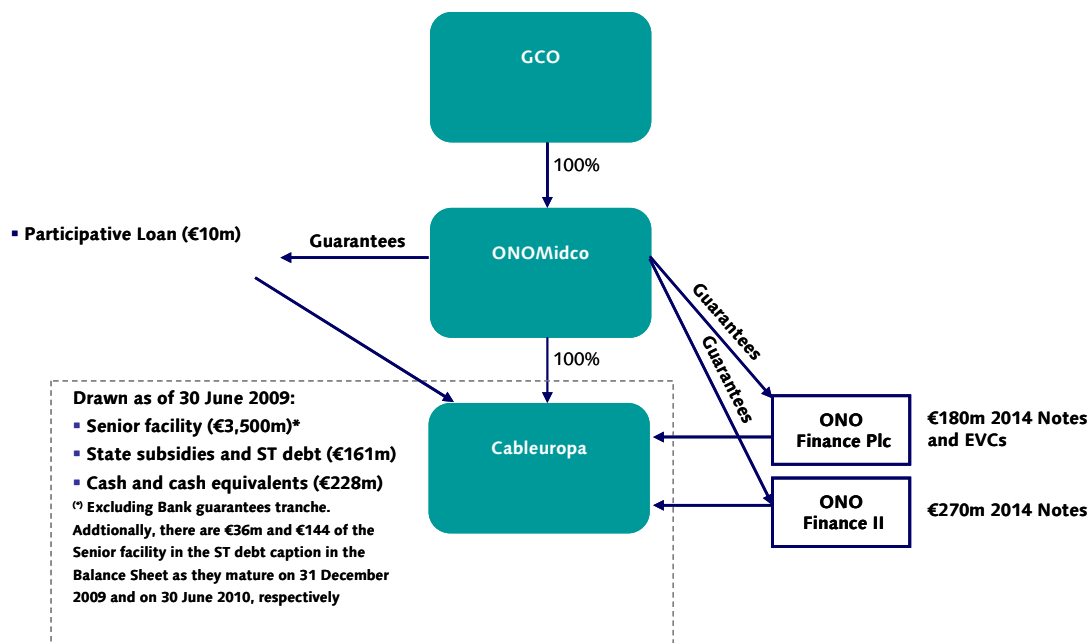 GCO
100%
▪ Participative Loan (€10m)
Guarantees
ONOMidco
Guarantees
Guarantees
100%
Drawn as of 30 June 2009:
▪ Senior facility (€3,500m)*
▪ State subsidies and ST debt (€161m)
▪ Cash and cash equivalents (€228m)
(*) Excluding Bank guarantees tranche.
Addtionally, there are €36m and €144 of the
Senior facility in the ST debt caption in the
Balance Sheet as they mature on 31 December
2009 and on 30 June 2010, respectively
Cableuropa
ONO
Finance Plc
€180m 2014 Notes
and EVCs
ONO
Finance II
€270m 2014 Notes